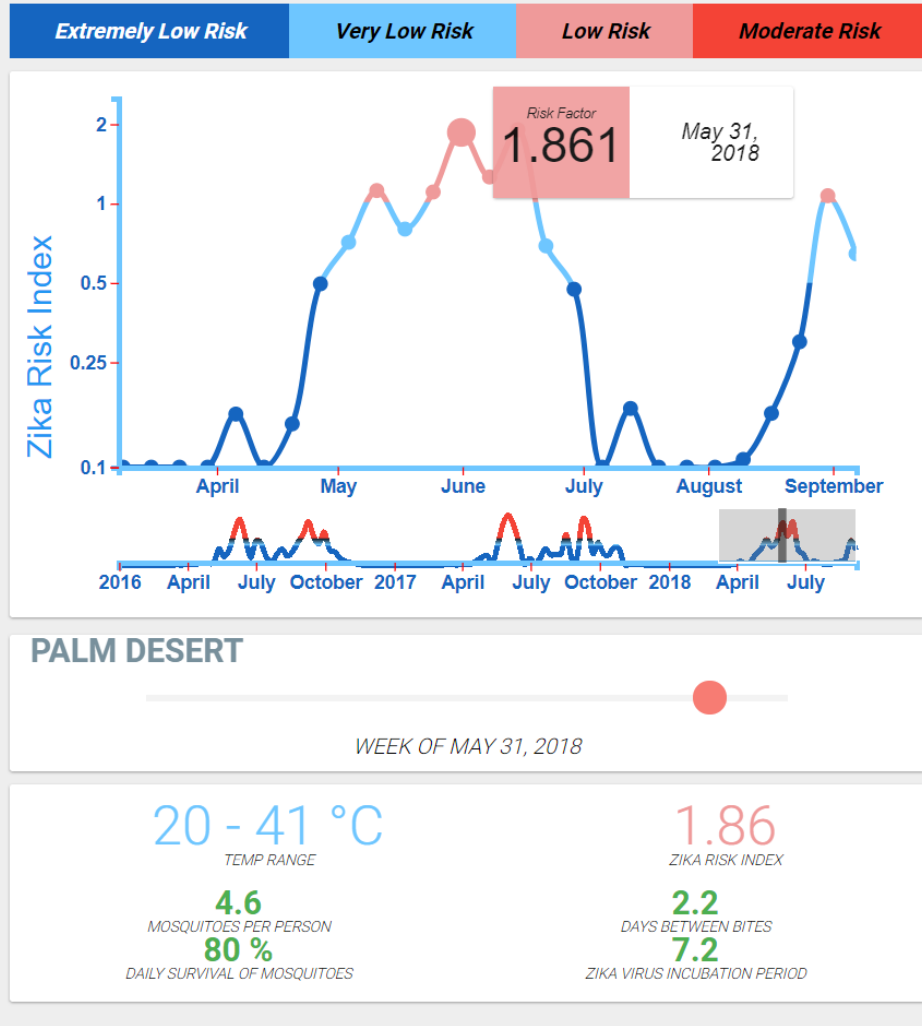 Extremely Low Risk Very Low Risk Low Risk Moderate Risk
Risk Factor
1.861
May 31,
2018
Zika Risk Index
2
1
0.5
0.25
0.1
April May June July August September
2016 April July October 2017 April July October 2018 April July
PALM DESERT
WEEK OF MAY 31, 2018
20 - 41 °C 1.86
TEMP RANGE ZIKA RISK INDEX
4.6 2.2
MOSQUITOES PER PERSON DAYS BETWEEN BITES
80 % 7.2
DAILY SURVIVAL OF MOSQUITOES ZIKA VIRUS INCUBATION PERIOD